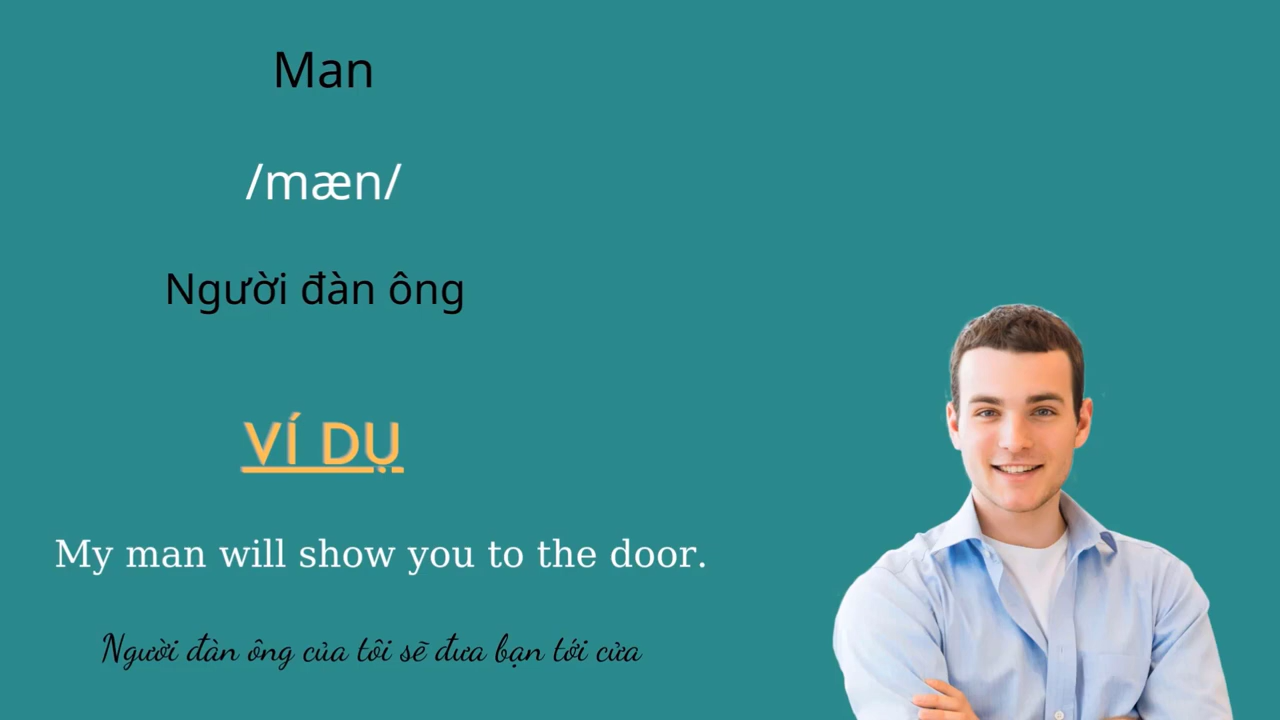 Man
/mæn/
Người đàn ông
VÍ DỤ
My man will show you to the door.
Người đàn ông của tôi sẽ đưa bạn tới cửa